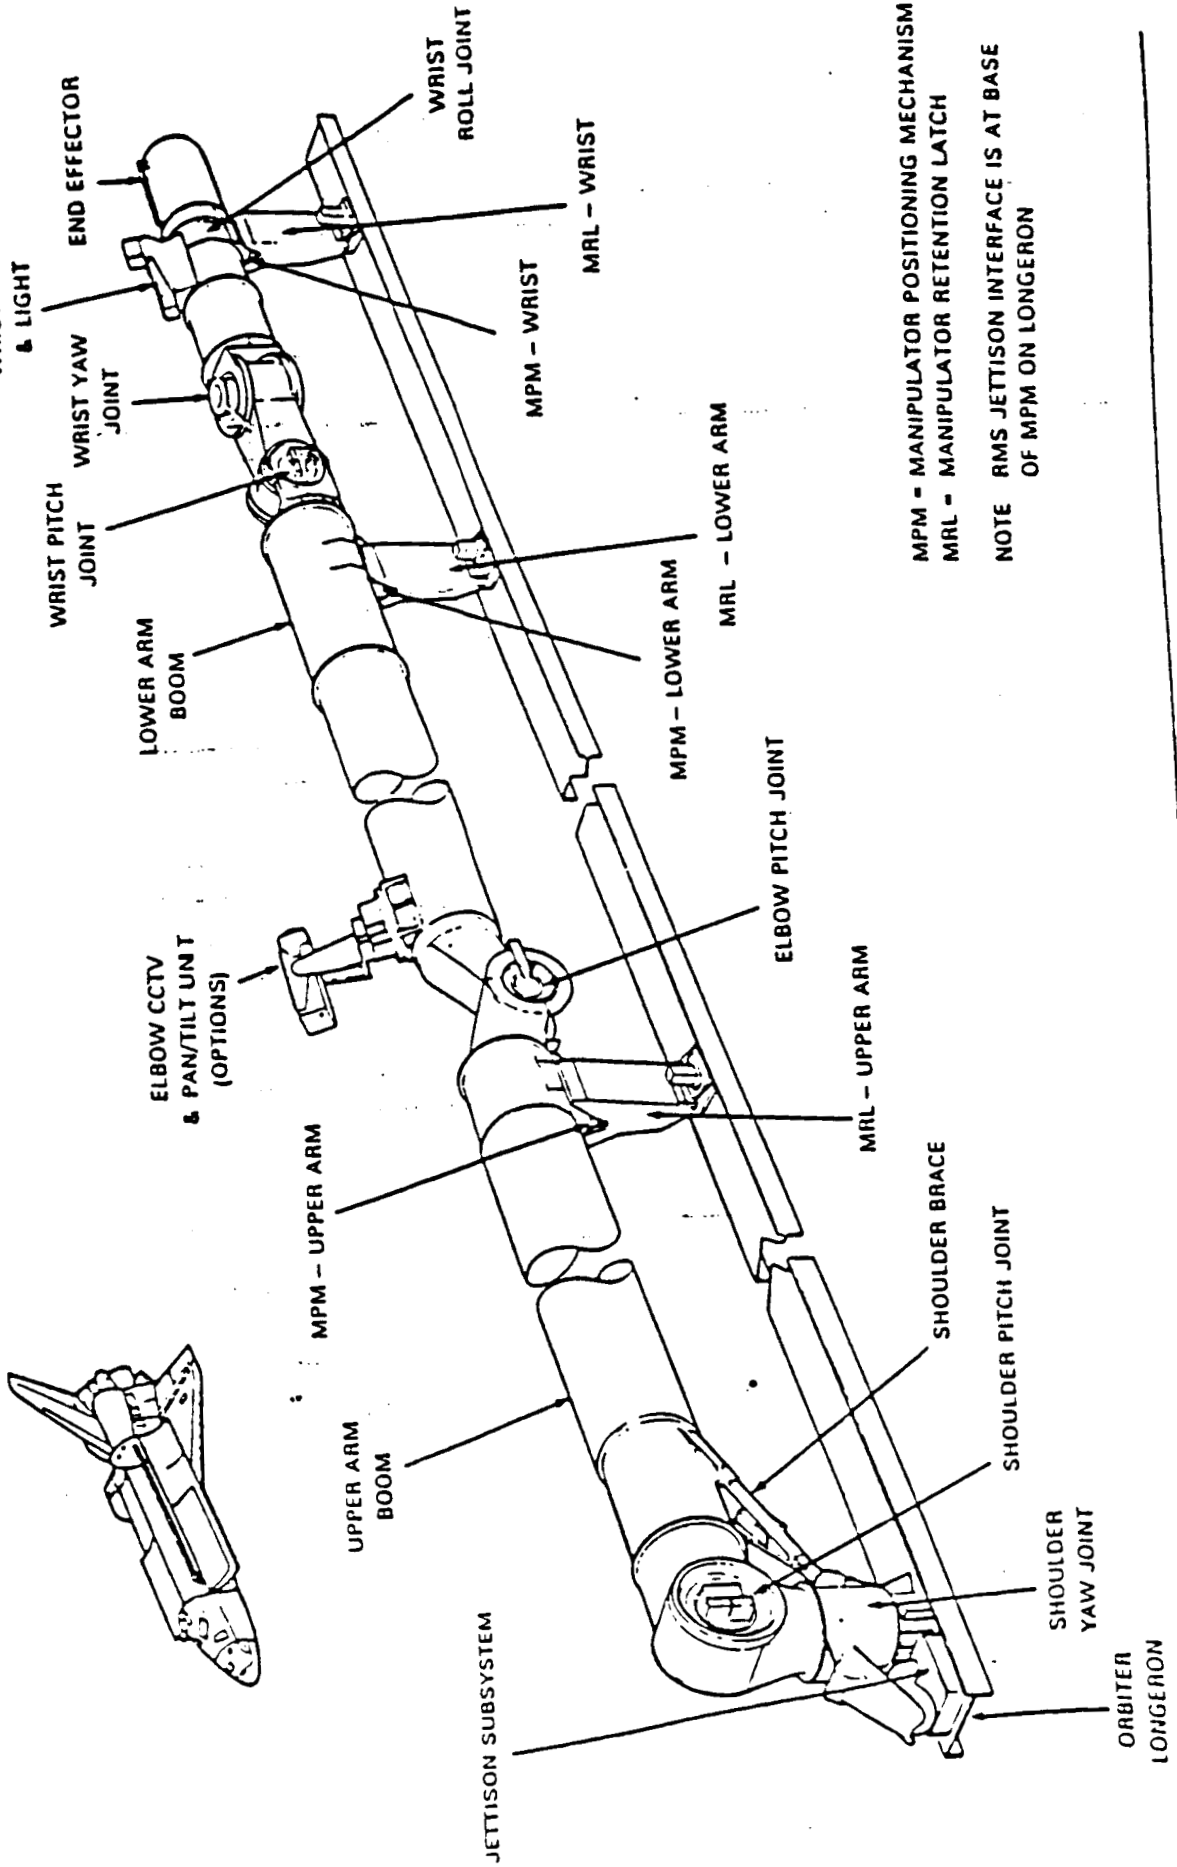 & LIGHT
END EFFECTOR
WRIST
ROLL JOINT
WRIST YAW
JOINT
WRIST PITCH
JOINT
MRL – WRIST
MPM – WRIST
LOWER ARM
BOOM
MRL – LOWER ARM
MPM – LOWER ARM
ELBOW CCTV
& PAN/TILT UNIT
(OPTIONS)
ELBOW PITCH JOINT
MPM – UPPER ARM
MRL – UPPER ARM
UPPER ARM
BOOM
SHOULDER BRACE
SHOULDER PITCH JOINT
JETTISON SUBSYSTEM
SHOULDER
YAW JOINT
ORBITER
LONGERON
MPM – MANIPULATOR POSITIONING MECHANISM
MRL – MANIPULATOR RETENTION LATCH
NOTE RMS JETTISON INTERFACE IS AT BASE
OF MPM ON LONGERON